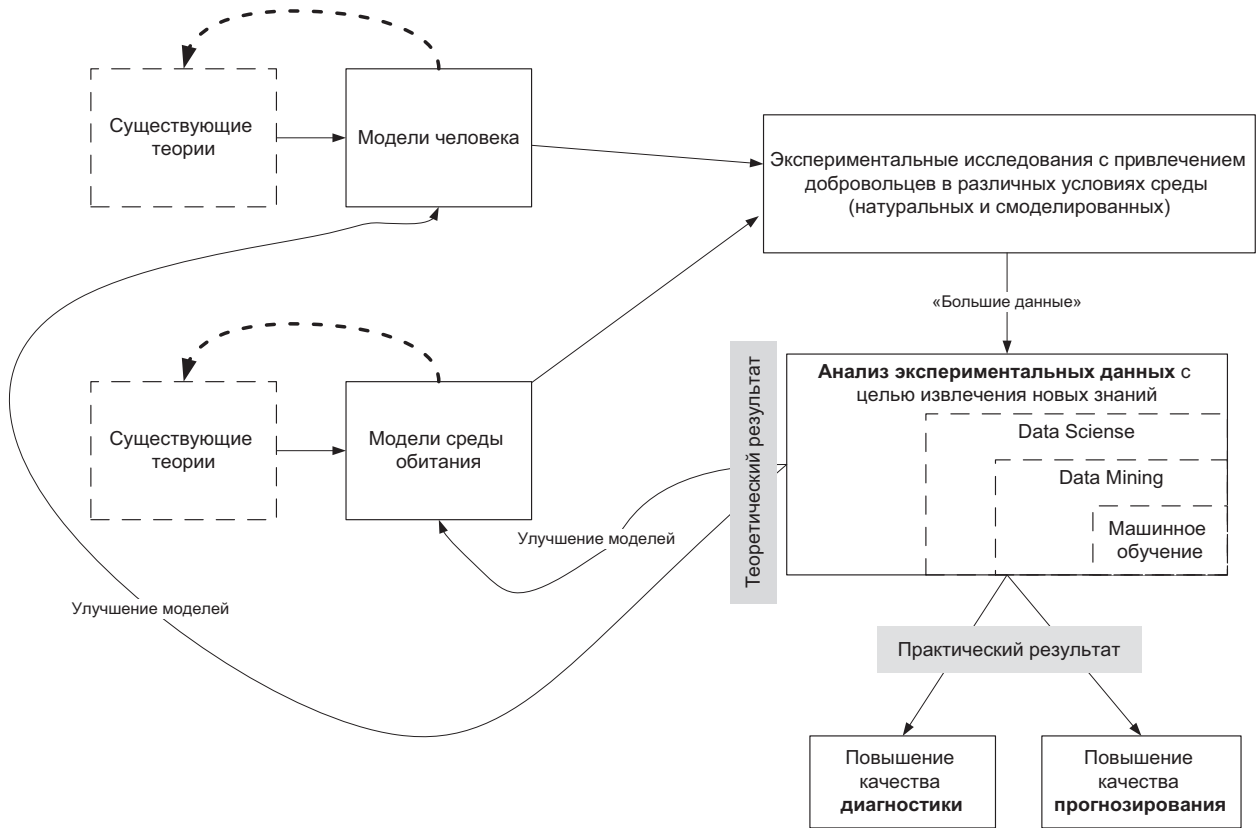 Существующие
теории
Модели человека
Экспериментальные исследования с привлечением
добровольцев в различных условиях среды
(натуральных и смоделированных)
«Большие данные»
Существующие
теории
Модели среды
обитания
Теоретический результат
Анализ экспериментальных данных с
целью извлечения новых знаний
Data Sciense
Data Mining
Машинное
обучение
Улучшение моделей
Улучшение моделей
Практический результат
Повышение
качества
диагностики
Повышение
качества
прогнозирования